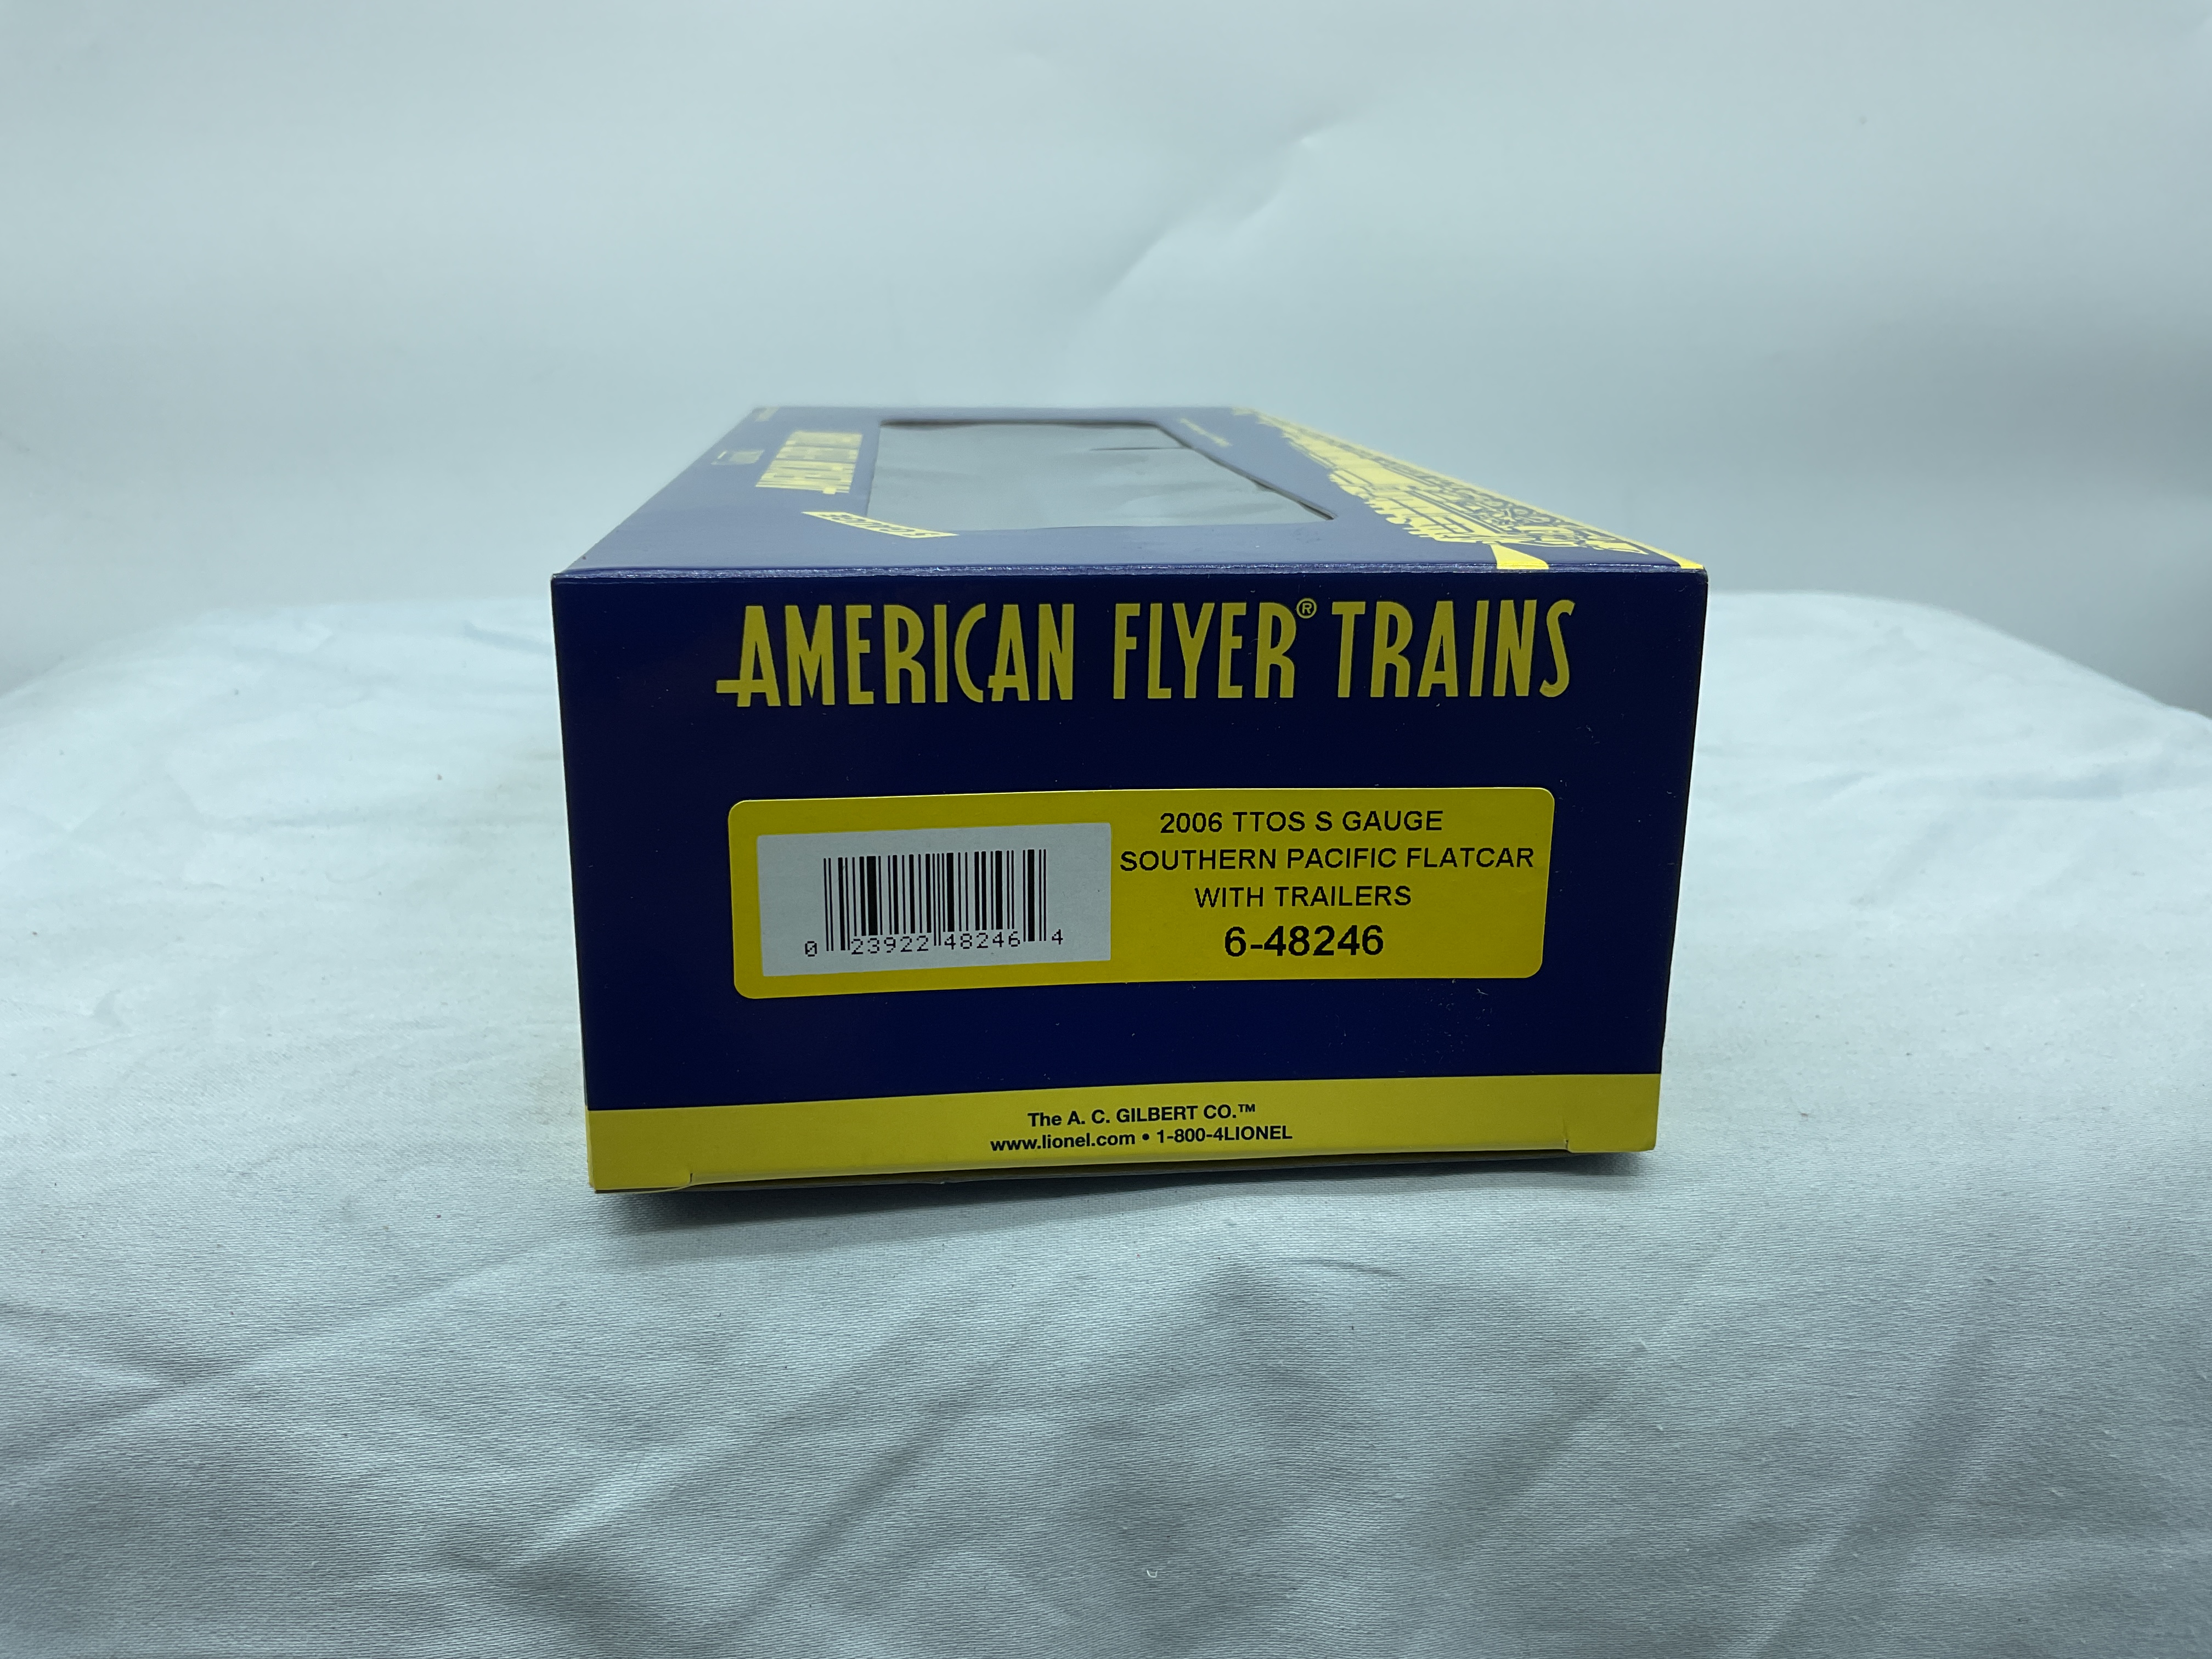 AMERICAN FLYER® TRAINS
2006 TTOS S GAUGE
SOUTHERN PACIFIC FLATCAR
WITH TRAILERS
6-48246
0 23922 48246 4
The A. C. GILBERT CO.™
www.lionel.com • 1-800-4LIONEL